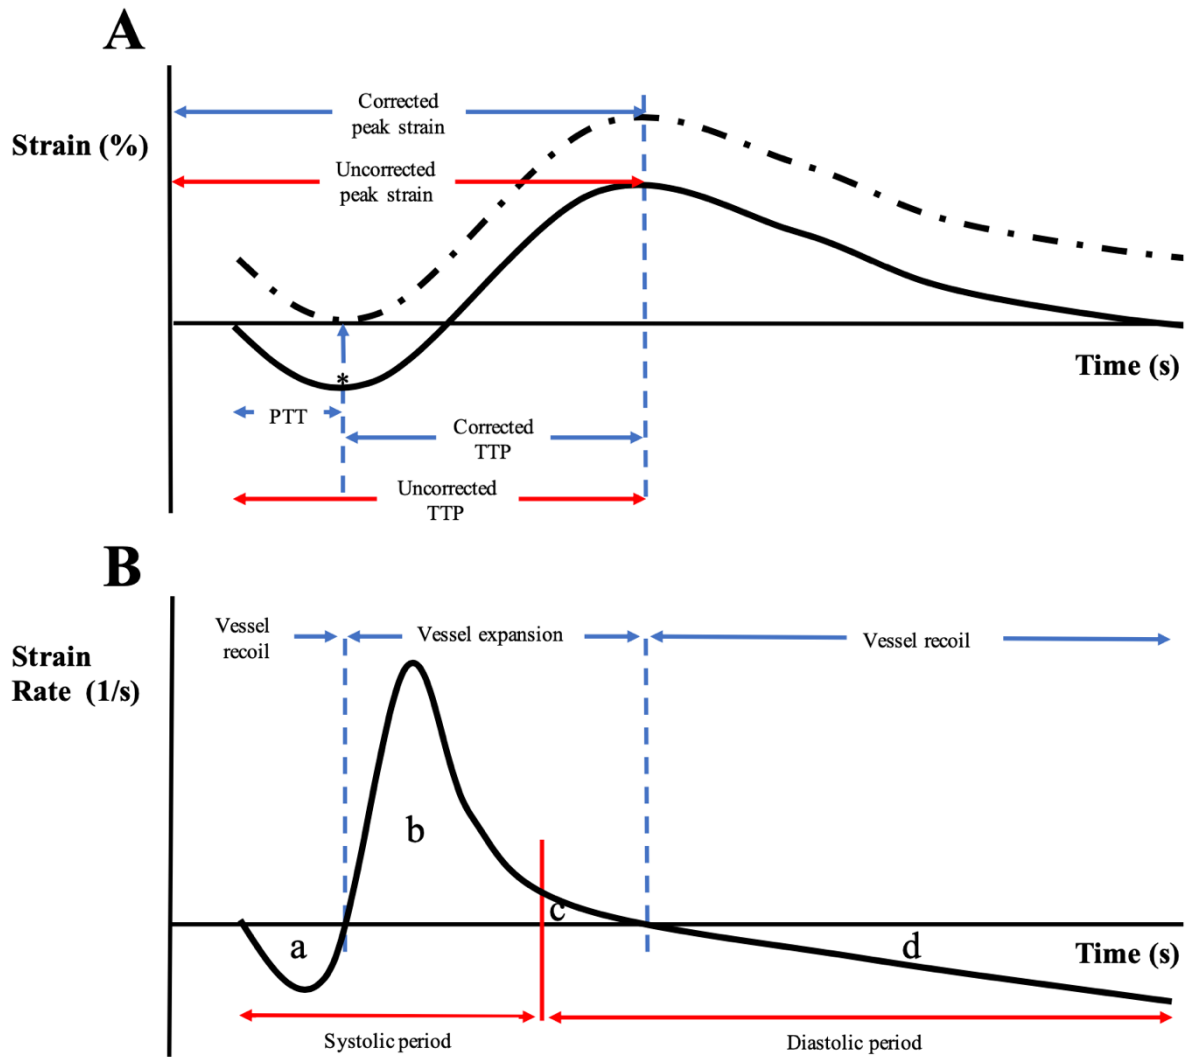 A
Strain (%)
Corrected
peak strain
Uncorrected
peak strain
*
Time (s)
PTT
Corrected
TTP
Uncorrected
TTP
B
Strain
Rate (1/s)
Vessel
recoil
Vessel expansion
Vessel recoil
b
c
a
d
Time (s)
Systolic period
Diastolic period